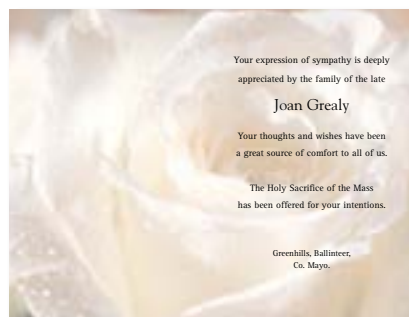 Your expression of sympathy is deeply
appreciated by the family of the late
Joan Grealy
Your thoughts and wishes have been
a great source of comfort to all of us.
The Holy Sacrifice of the Mass
has been offered for your intentions.
Greenhills, Ballinteer,
Co. Mayo.